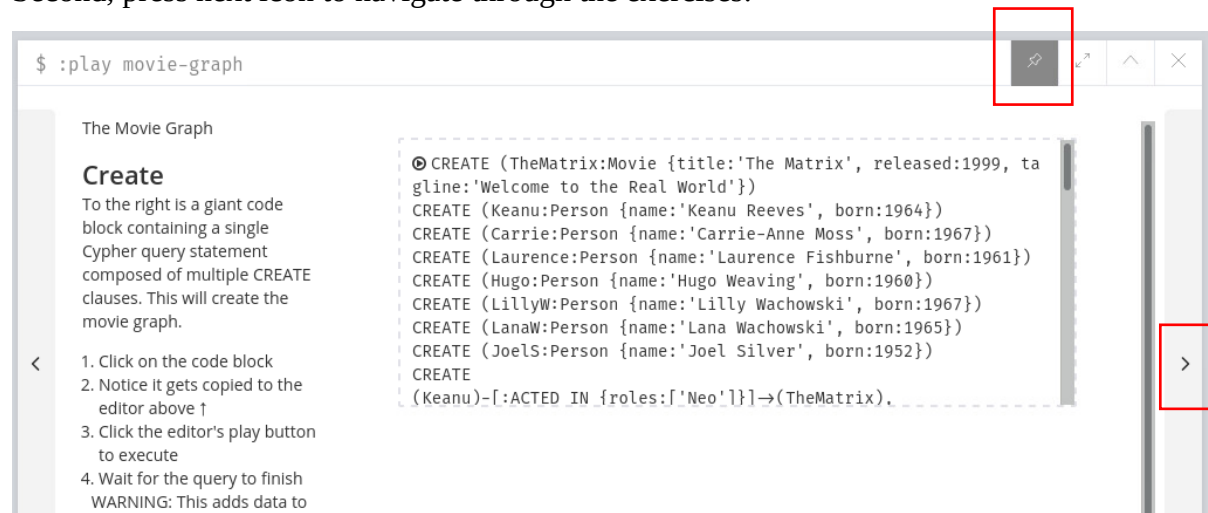 Second, press next icon to navigate through the exercises.
$ :play movie-graph
The Movie Graph
Create
To the right is a giant code
block containing a single
Cypher query statement
composed of multiple CREATE
clauses. This will create the
movie graph.
1. Click on the code block
2. Notice it gets copied to the
editor above ↑
3. Click the editor's play button
to execute
4. Wait for the query to finish
WARNING: This adds data to
CREATE (TheMatrix:Movie {title:'The Matrix', released:1999, ta
gline:'Welcome to the Real World'})
CREATE (Keanu:Person {name:'Keanu Reeves', born:1964})
CREATE (Carrie:Person {name:'Carrie-Anne Moss', born:1967})
CREATE (Laurence:Person {name:'Laurence Fishburne', born:1961})
CREATE (Hugo:Person {name:'Hugo Weaving', born:1960})
CREATE (LillyW:Person {name:'Lilly Wachowski', born:1967})
CREATE (LanaW:Person {name:'Lana Wachowski', born:1965})
CREATE (JoelS:Person {name:'Joel Silver', born:1952})
CREATE
(Keanu)-[:ACTED_IN {roles:['Neo']}]→(TheMatrix),